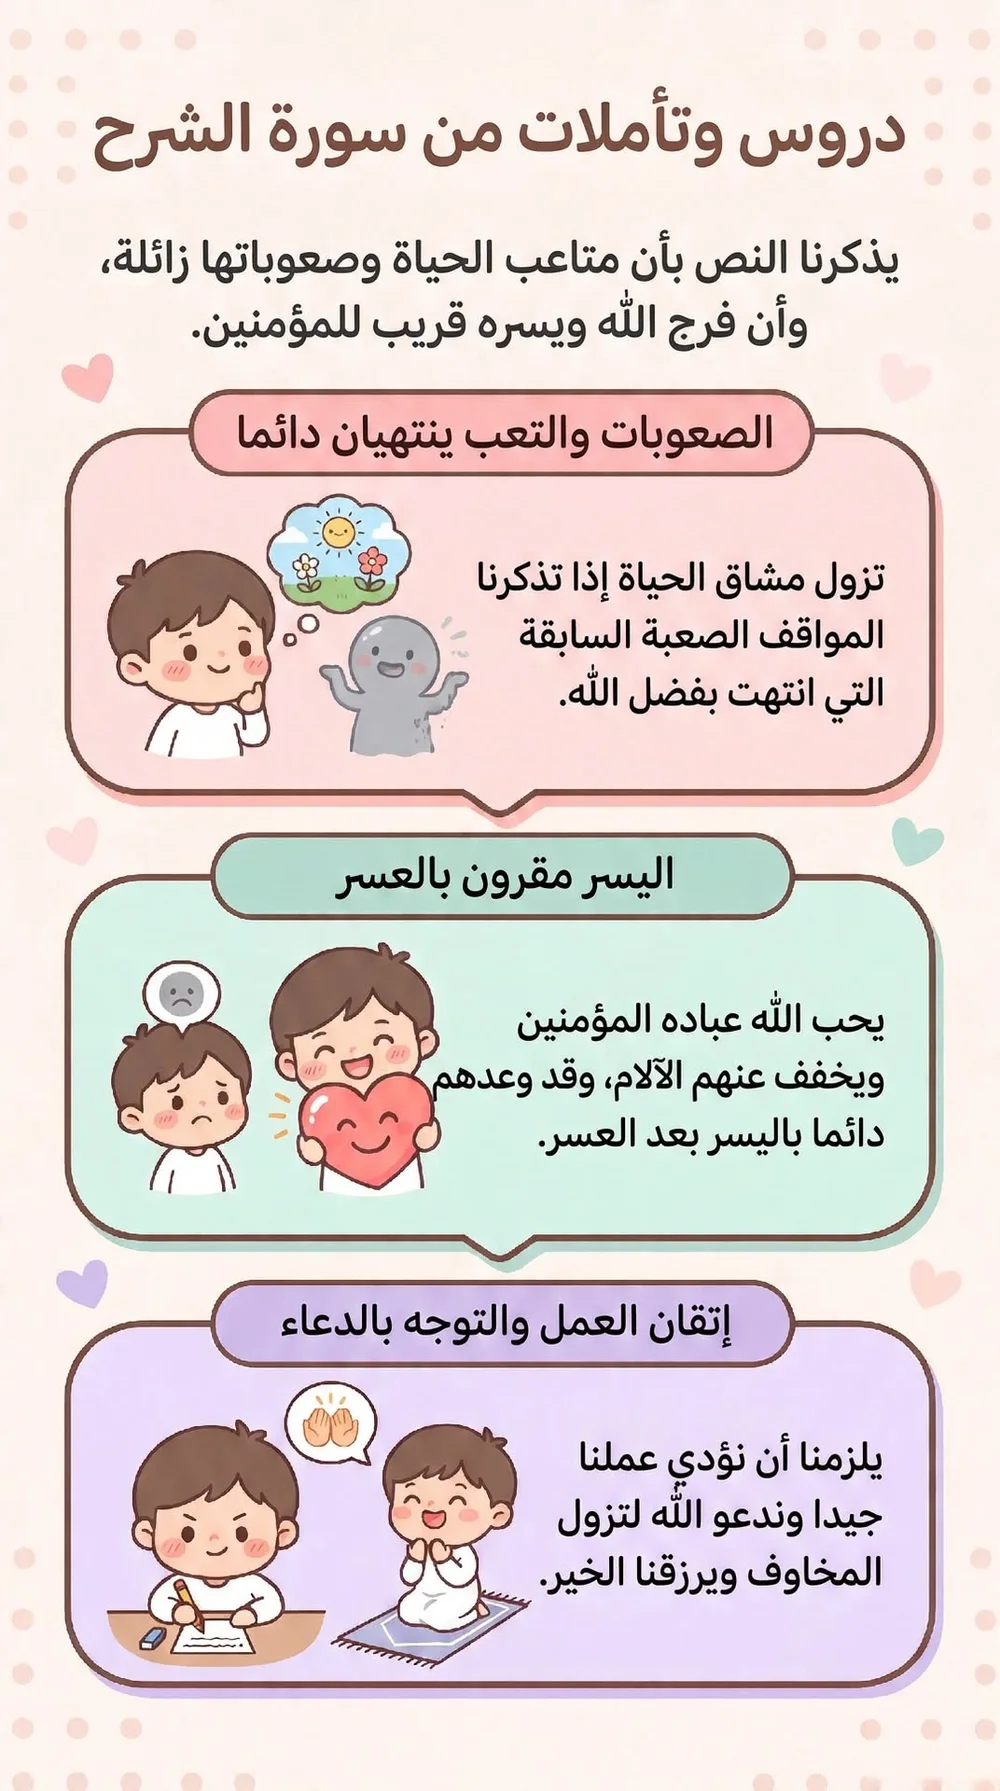 دروس وتأملات من سورة الشرح
يذكرنا النص بأن متاعب الحياة وصعوباتها زائلة،
وأن فرج الله ويسره قريب للمؤمنين.
الصعوبات والتعب ينتهيان دائما
تزول مشاق الحياة إذا تذكرنا
المواقف الصعبة السابقة
التي انتهت بفضل الله.
اليسر مقرون بالعسر
يحب الله عباده المؤمنين
ويخفف عنهم الآلام، وقد وعدهم
دائما باليسر بعد العسر.
إتقان العمل والتوجه بالدعاء
يلزمنا أن نؤدي عملنا
جيدا وندعو الله لتزول
المخاوف ويرزقنا الخير.